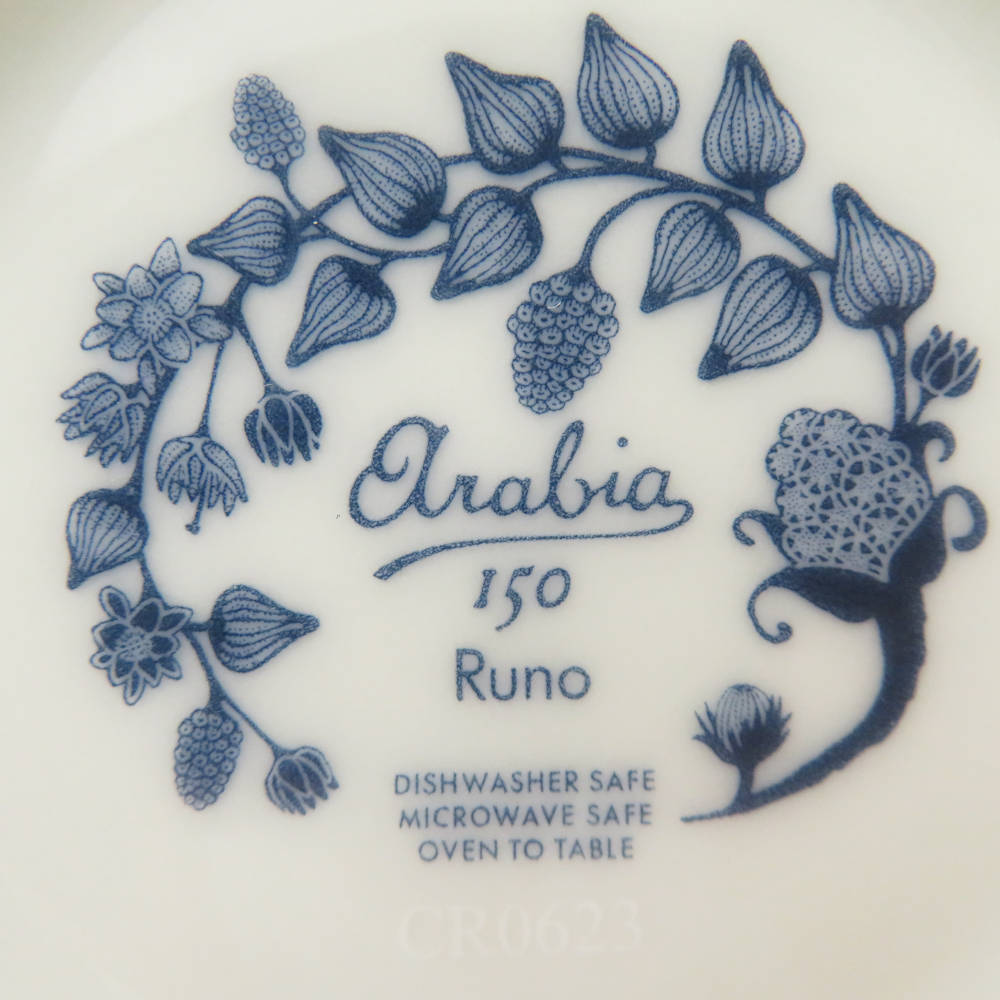 Arabia
150
Runo
DISHWASHER SAFE
MICROWAVE SAFE
OVEN TO TABLE
CR0623